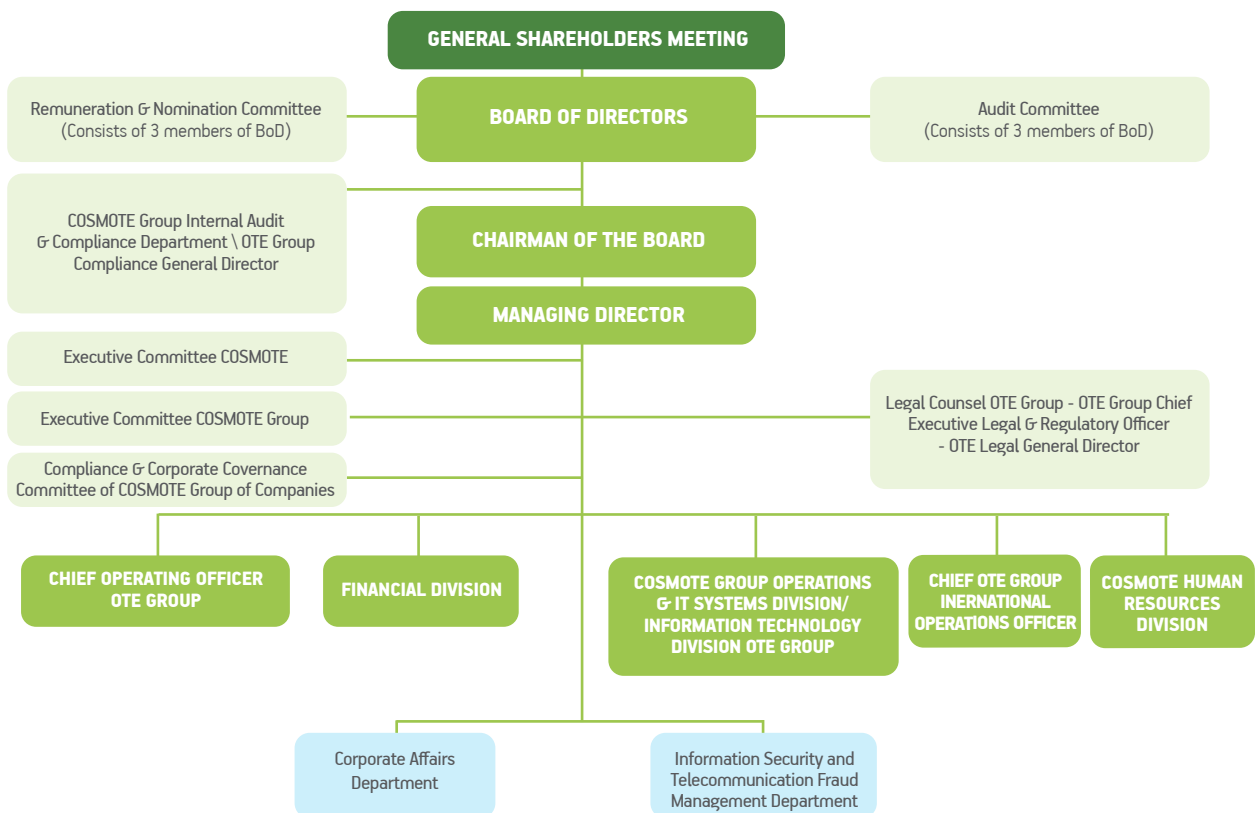 GENERAL SHAREHOLDERS MEETING
Remuneration & Nomination Committee
(Consists of 3 members of BoD)
BOARD OF DIRECTORS
Audit Committee
(Consists of 3 members of BoD)
COSMOTE Group Internal Audit
& Compliance Department \ OTE Group
Compliance General Director
CHAIRMAN OF THE BOARD
MANAGING DIRECTOR
Executive Committee COSMOTE
Executive Committee COSMOTE Group
Legal Counsel OTE Group - OTE Group Chief
Executive Legal & Regulatory Officer
- OTE Legal General Director
Compliance & Corporate Covernance
Committee of COSMOTE Group of Companies
CHIEF OPERATING OFFICER
OTE GROUP
FINANCIAL DIVISION
COSMOTE GROUP OPERATIONS
& IT SYSTEMS DIVISION/
INFORMATION TECHNOLOGY
DIVISION OTE GROUP
CHIEF OTE GROUP
INERNATIONAL
OPERATIONS OFFICER
COSMOTE HUMAN
RESOURCES
DIVISION
Corporate Affairs
Department
Information Security and
Telecommunication Fraud
Management Department